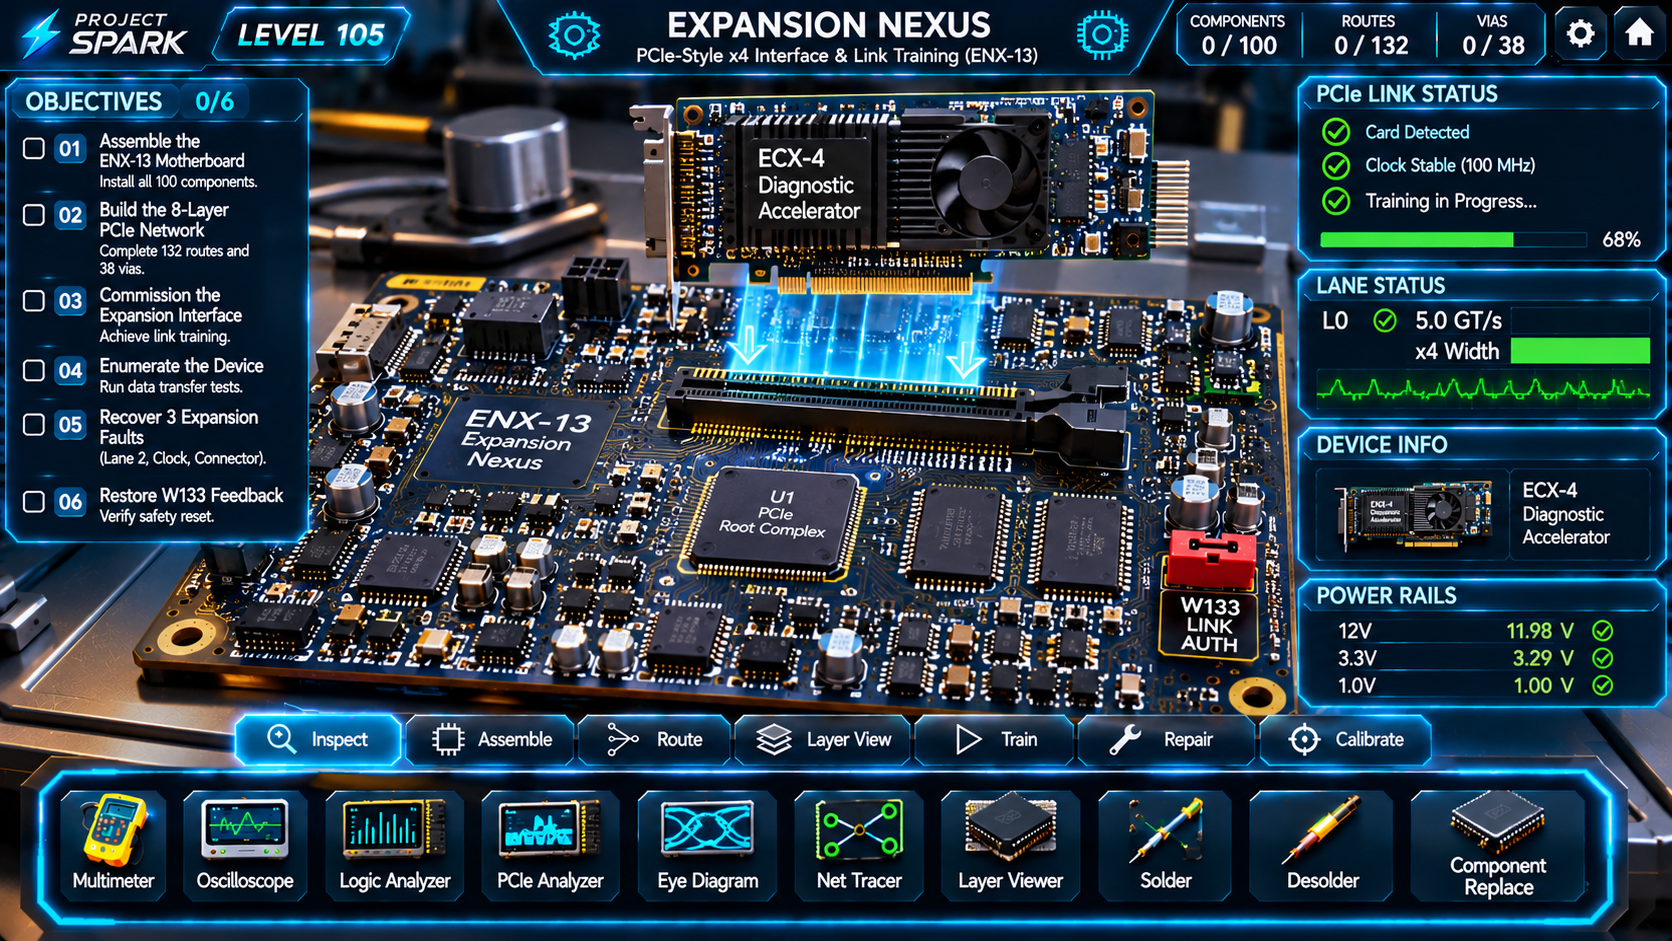 PROJECT
SPARK
LEVEL 105
EXPANSION NEXUS
PCIe-Style x4 Interface & Link Training (ENX-13)
COMPONENTS
0 / 100
ROUTES
0 / 132
VIAS
0 / 38
OBJECTIVES 0/6
01 Assemble the
ENX-13 Motherboard
Install all 100 components.
02 Build the 8-Layer
PCIe Network
Complete 132 routes and
38 vias.
03 Commission the
Expansion Interface
Achieve link training.
04 Enumerate the Device
Run data transfer tests.
05 Recover 3 Expansion
Faults
(Lane 2, Clock, Connector).
06 Restore W133 Feedback
Verify safety reset.
ECX-4
Diagnostic
Accelerator
ENX-13
Expansion
Nexus
U1
PCIe
Root Complex
W133
LINK
AUTH
PCIe LINK STATUS
Card Detected
Clock Stable (100 MHz)
Training in Progress...
68%
LANE STATUS
L0 5.0 GT/s
x4 Width
DEVICE INFO
ECX-4
Diagnostic
Accelerator
POWER RAILS
12V 11.98 V
3.3V 3.29 V
1.0V 1.00 V
Inspect
Assemble
Route
Layer View
Train
Repair
Calibrate
Multimeter
Oscilloscope
Logic Analyzer
PCIe Analyzer
Eye Diagram
Net Tracer
Layer Viewer
Solder
Desolder
Component
Replace